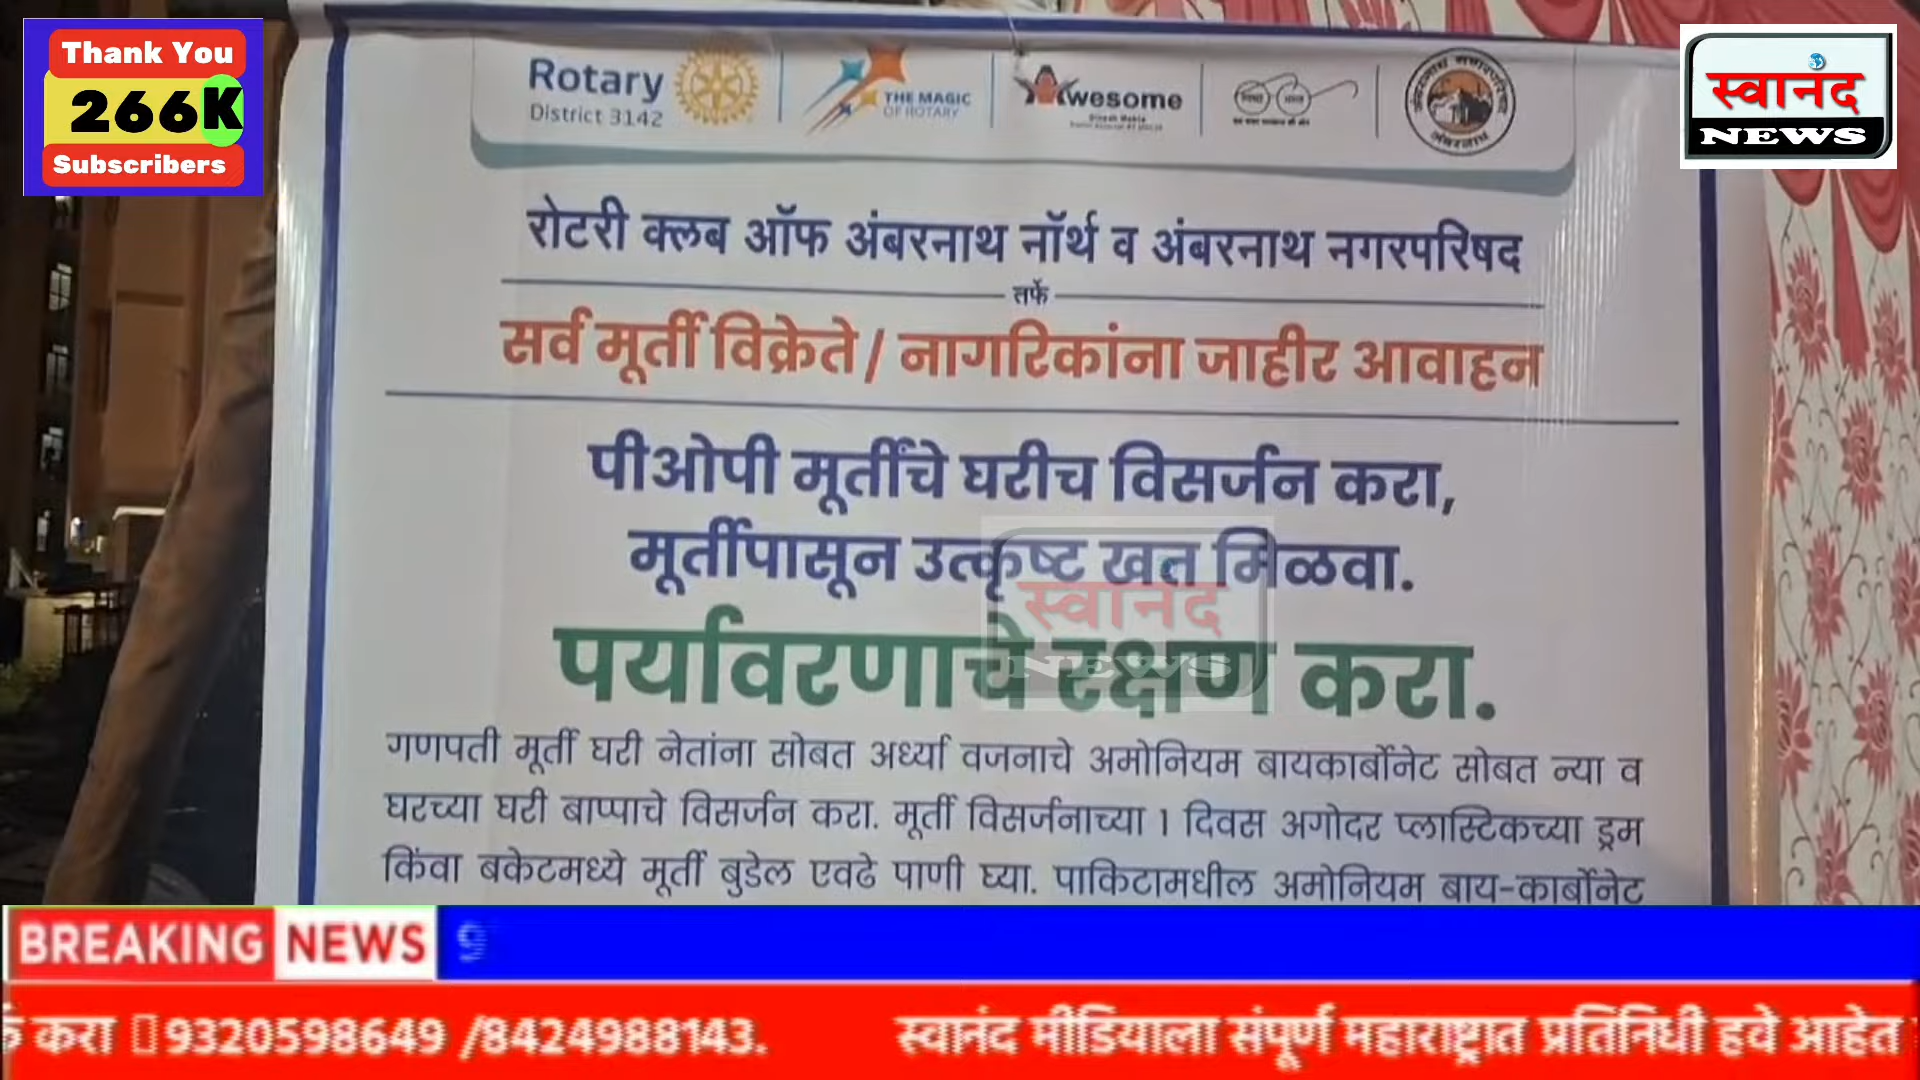 Thank You
266K
Subscribers
Rotary
District 3142
THE MAGIC
OF ROTARY
Awesome
स्वानंद
NEWS
रोटरी क्लब ऑफ अंबरनाथ नॉर्थ व अंबरनाथ नगरपरिषद
तर्फे
सर्व मूर्ती विक्रेते / नागरिकांना जाहीर आवाहन
पीओपी मूर्तीचे घरीच विसर्जन करा,
मूर्तीपासून उत्कृष्ट खत मिळवा.
स्वानंद
NEWS
पर्यावरणाचे रक्षण करा.
गणपती मूर्ती घरी नेतांना सोबत अर्ध्या वजनाचे अमोनियम बायकार्बोनेट सोबत न्या व
घरच्या घरी बाप्पाचे विसर्जन करा. मूर्ती विसर्जनाच्या 1 दिवस अगोदर प्लास्टिकच्या ड्रम
किंवा बकेटमध्ये मूर्ती बुडेल एवढे पाणी घ्या. पाकिटामधील अमोनियम बाय-कार्बोनेट
BREAKING NEWS
करा 9320598649 /8424988143. स्वानंद मीडियाला संपूर्ण महाराष्ट्रात प्रतिनिधी हवे आहेत